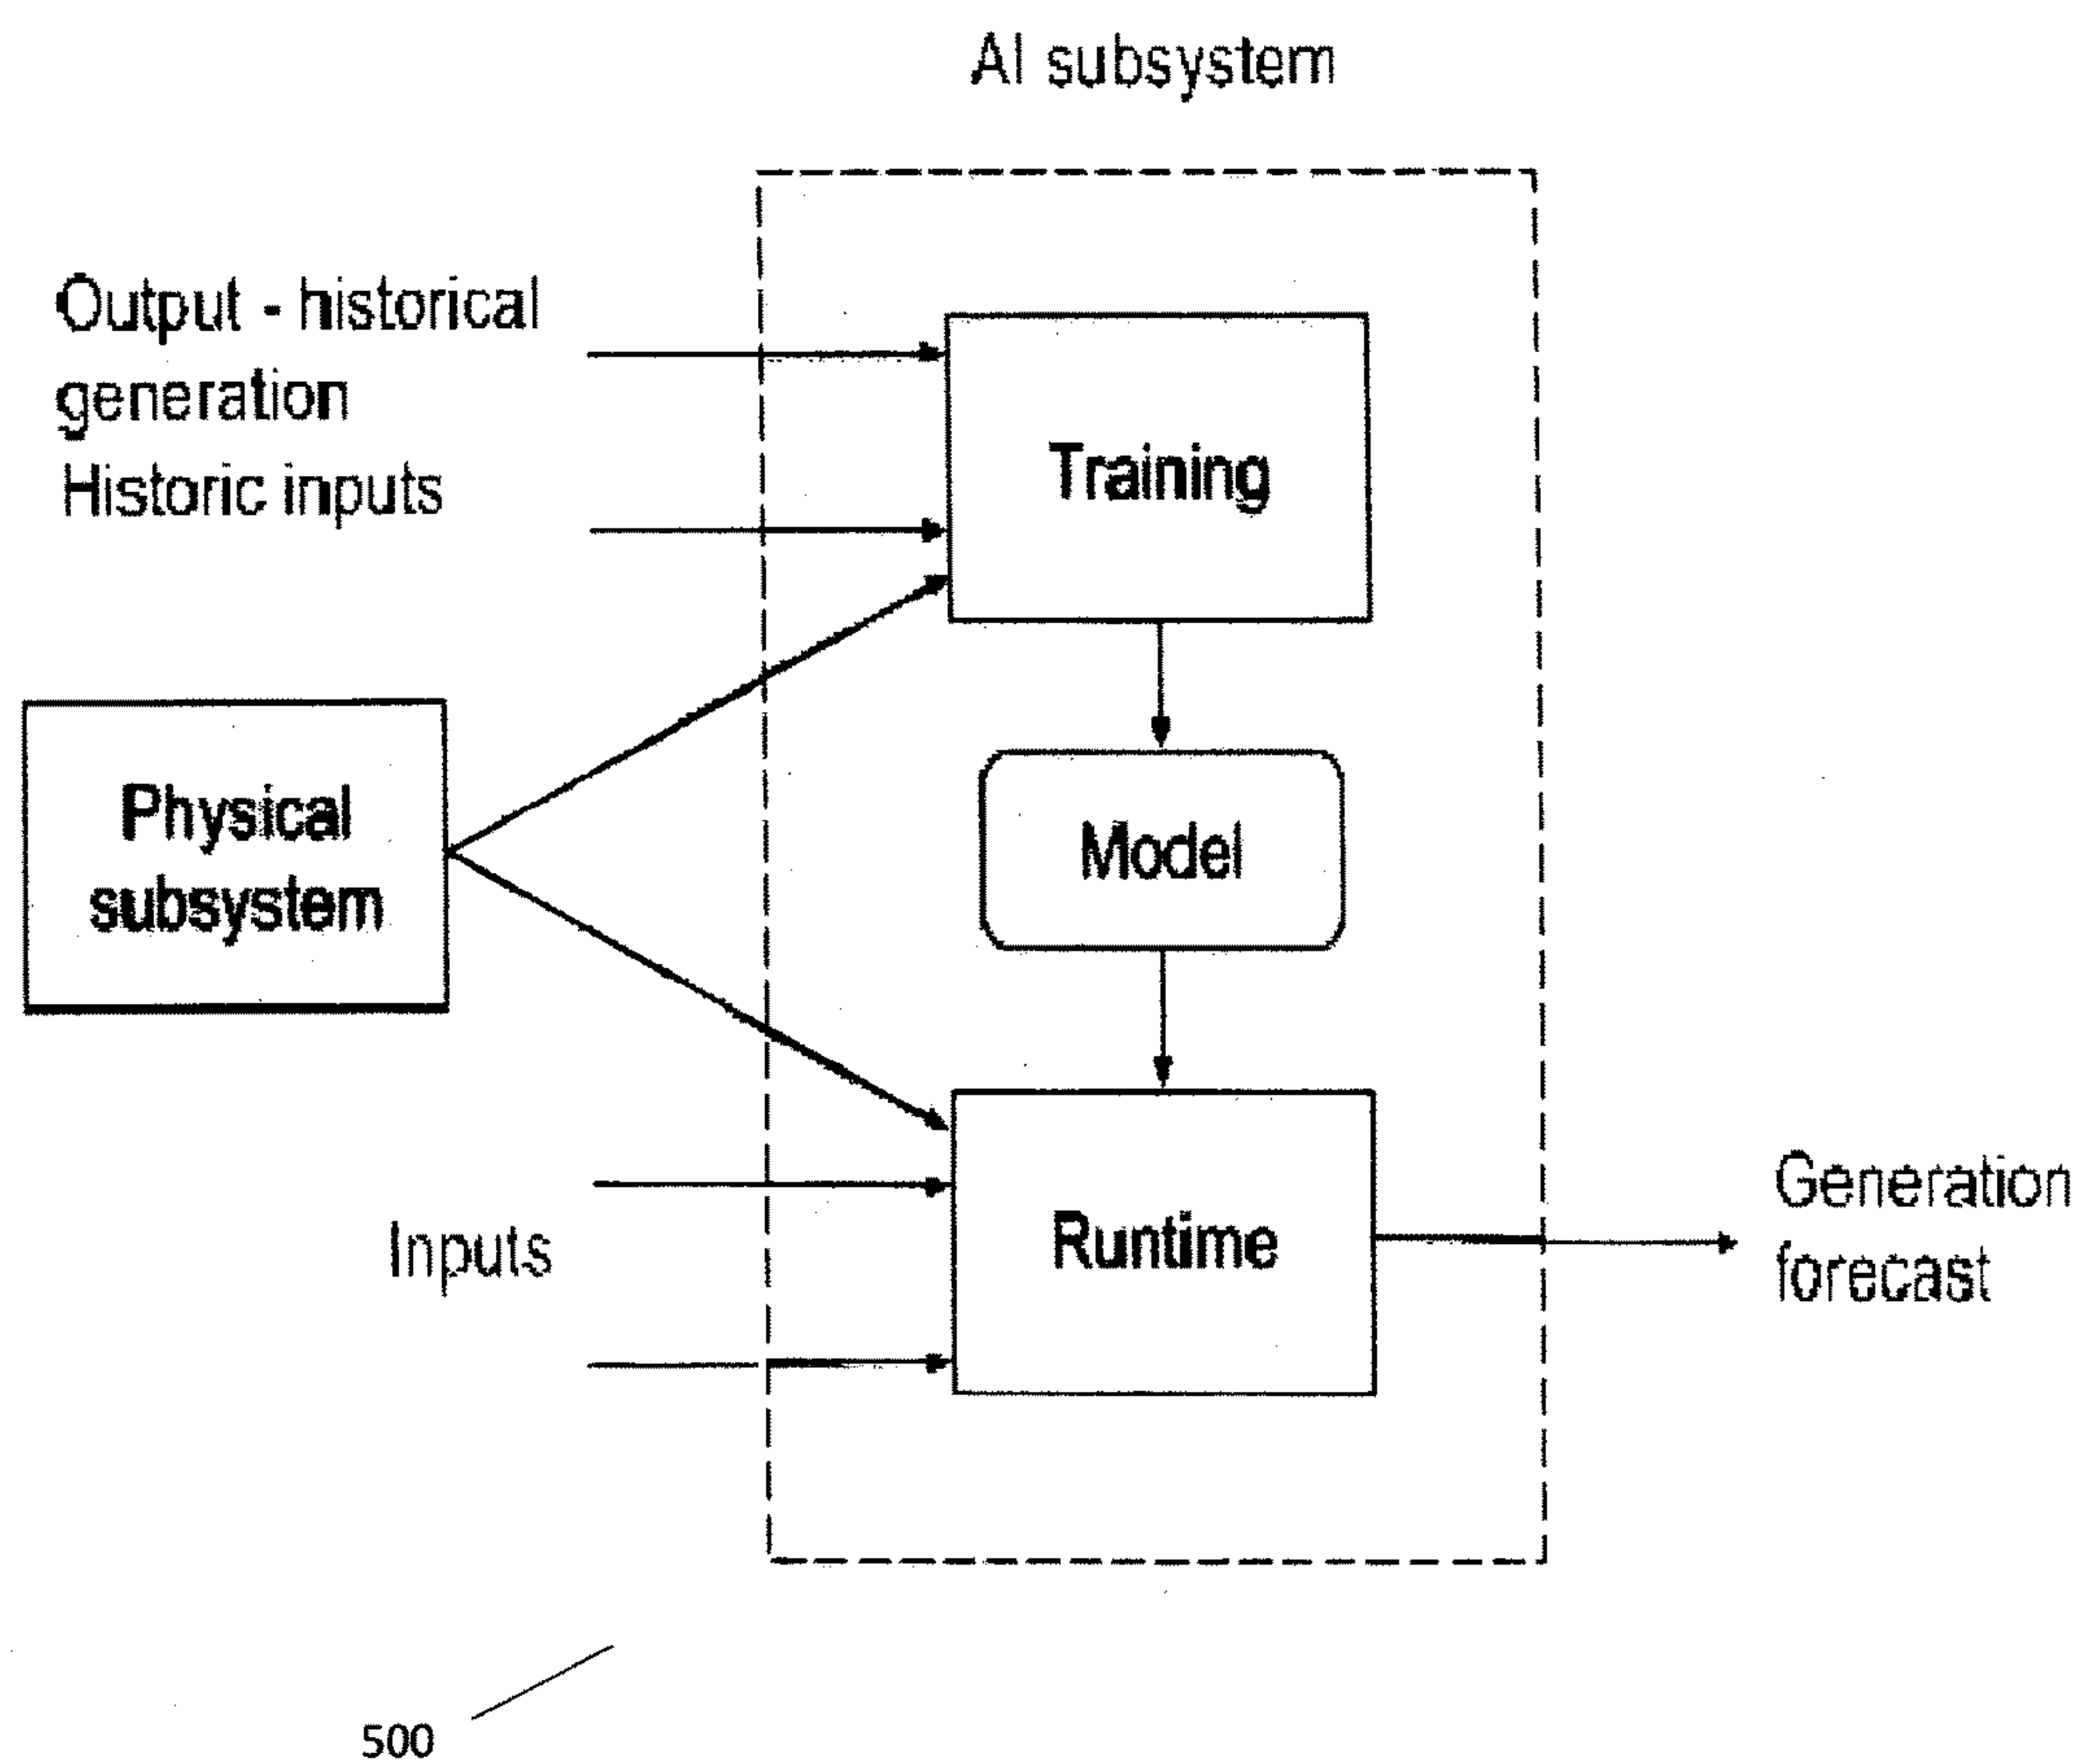 AI subsystem
Output - historical
generation
Historic inputs
Training
Physical
subsystem
Model
Inputs
Runtime
Generation
forecast
500